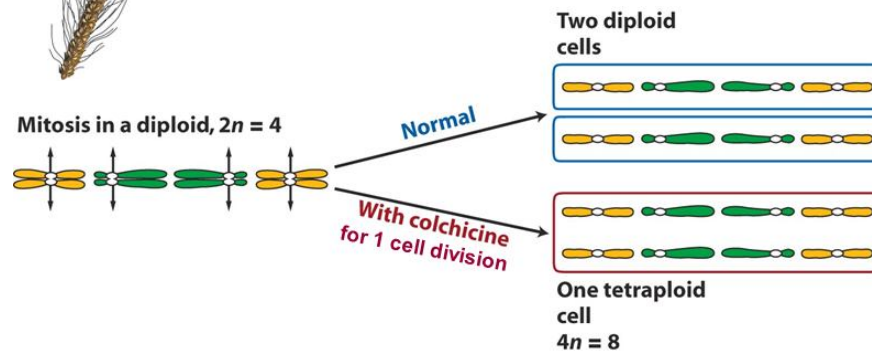 Two diploid
cells
Mitosis in a diploid, 2n = 4
Normal
With colchicine
for 1 cell division
One tetraploid
cell
4n = 8